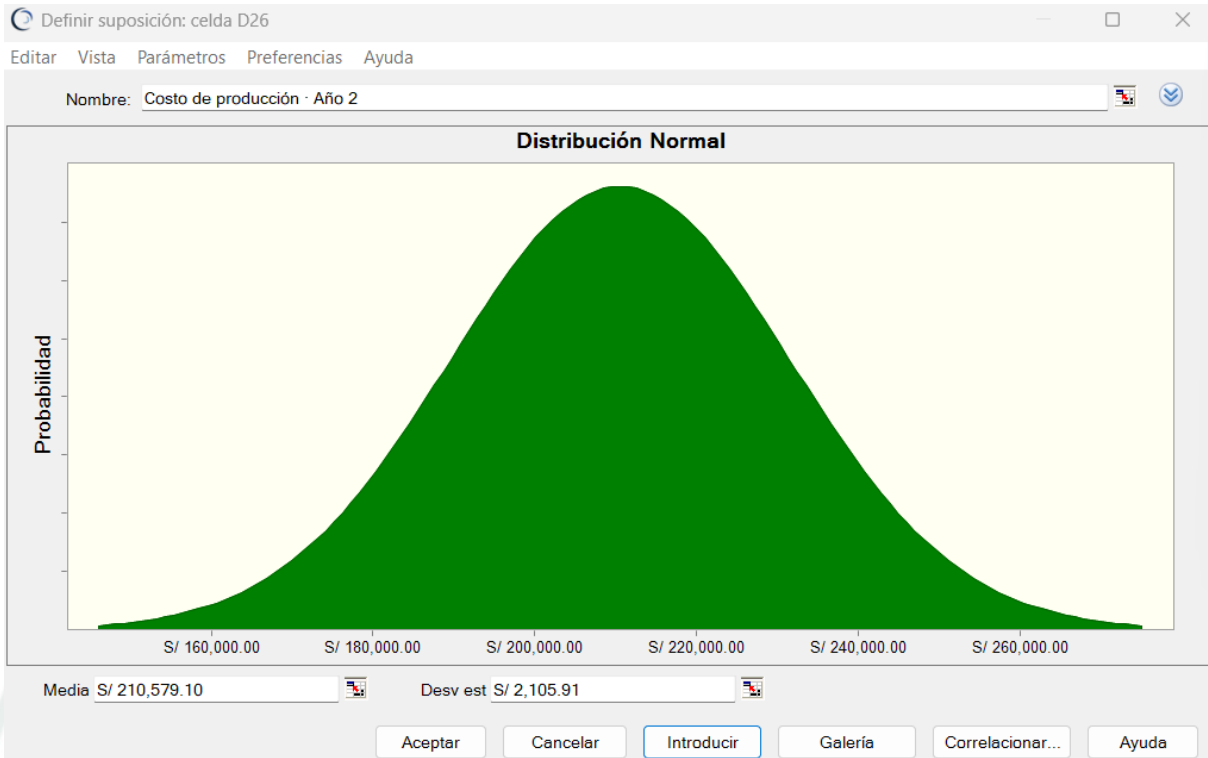 Definir suposición: celda D26
Editar Vista Parámetros Preferencias Ayuda
Nombre: Costo de producción · Año 2
Distribución Normal
Probabilidad
S/ 160,000.00 S/ 180,000.00 S/ 200,000.00 S/ 220,000.00 S/ 240,000.00 S/ 260,000.00
Media S/ 210,579.10 Desv est S/ 2,105.91
Aceptar Cancelar Introducir Galería Correlacionar... Ayuda